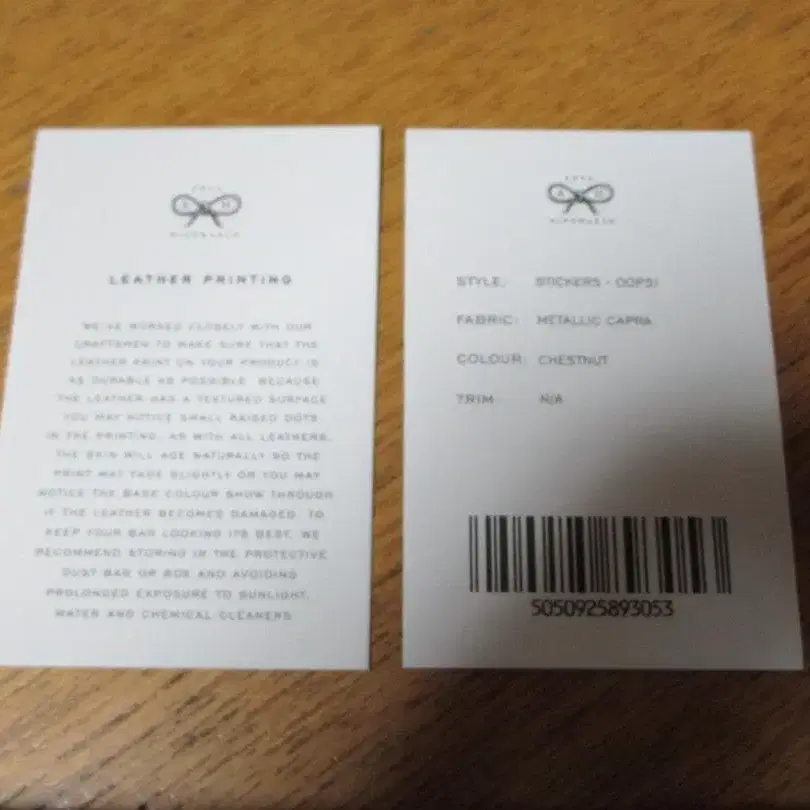 A H
LEATHER PRINTING
WE'VE WORKED CLOSELY WITH OUR
CRAFTSMEN TO MAKE SURE THAT THE
LEATHER PRINT ON YOUR PRODUCT IS
AS DURABLE AS POSSIBLE. BECAUSE
THE LEATHER HAS A TEXTURED SURFACE
YOU MAY NOTICE SMALL RAISED DOTS
IN THE PRINTING. AS WITH ALL LEATHERS,
THE SKIN WILL AGE NATURALLY SO THE
PRINT MAY FADE SLIGHTLY OR YOU MAY
NOTICE THE BASE COLOUR SHOW THROUGH
IF THE LEATHER BECOMES DAMAGED. TO
KEEP YOUR BAG LOOKING ITS BEST, WE
RECOMMEND STORING IN THE PROTECTIVE
DUST BAG OR BOX AND AVOIDING
PROLONGED EXPOSURE TO SUNLIGHT,
WATER AND CHEMICAL CLEANERS.
A H
STYLE: STICKERS - OOPS!
FABRIC: METALLIC CAPRA
COLOUR: CHESTNUT
TRIM N/A
5050925893053